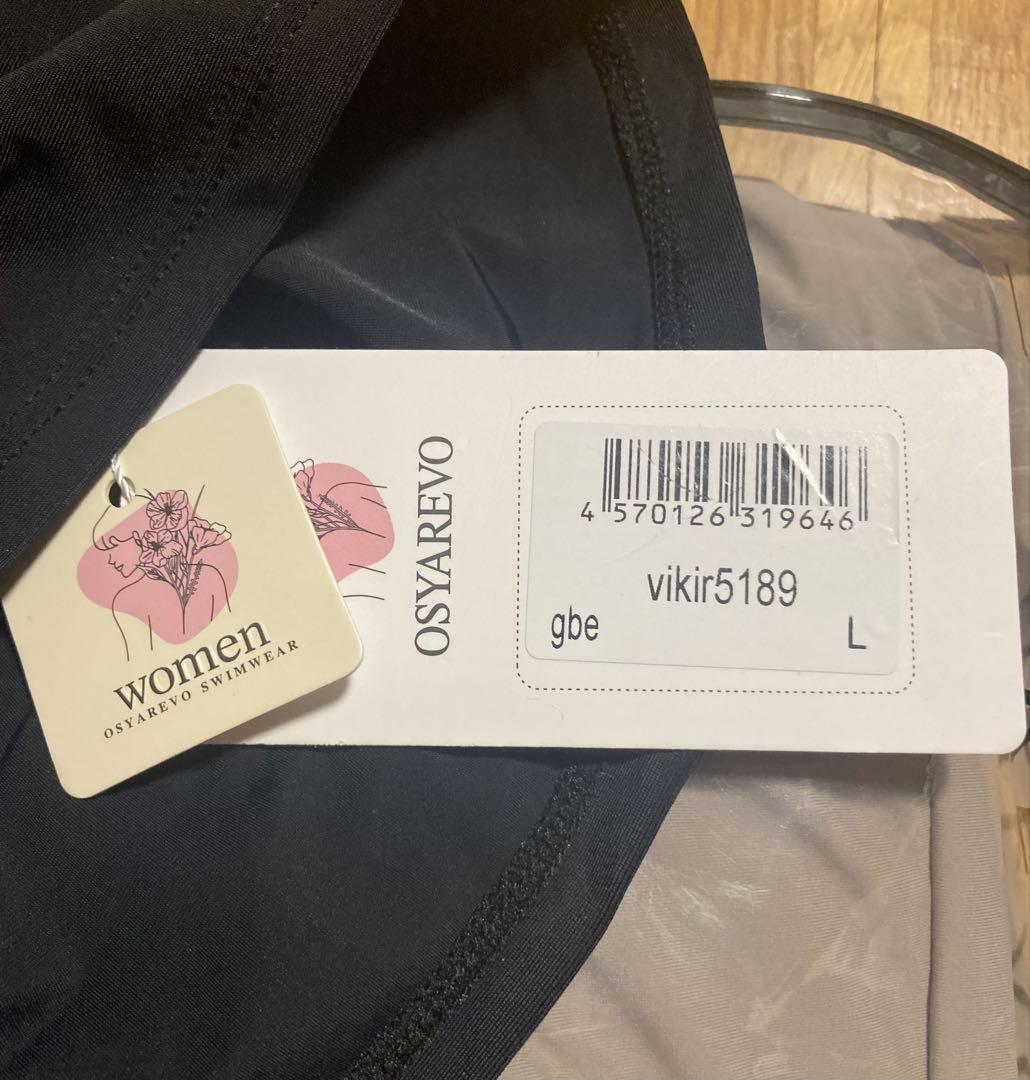 women
OSYAREVO SWIMWEAR
OSYAREVO
4 570126 319646
vikir5189
gbe
L